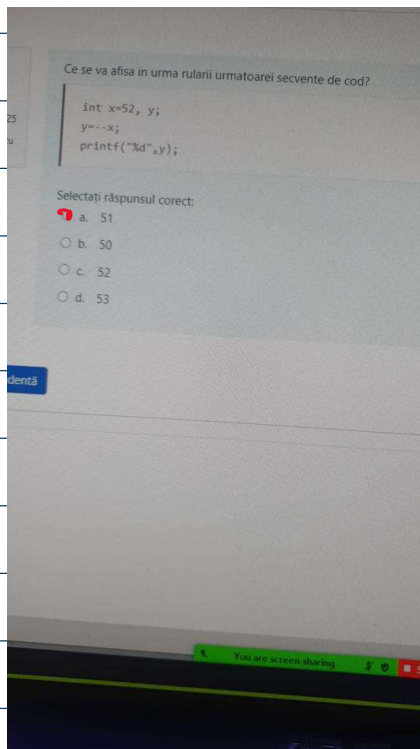 Ce se va afisa in urma rularii urmatoarei secvente de cod?
25
int x=52, y;
y=--x;
printf("%d",y);
Selectați răspunsul corect:
a. 51
b. 50
c. 52
d. 53
dentă
You are screen sharing